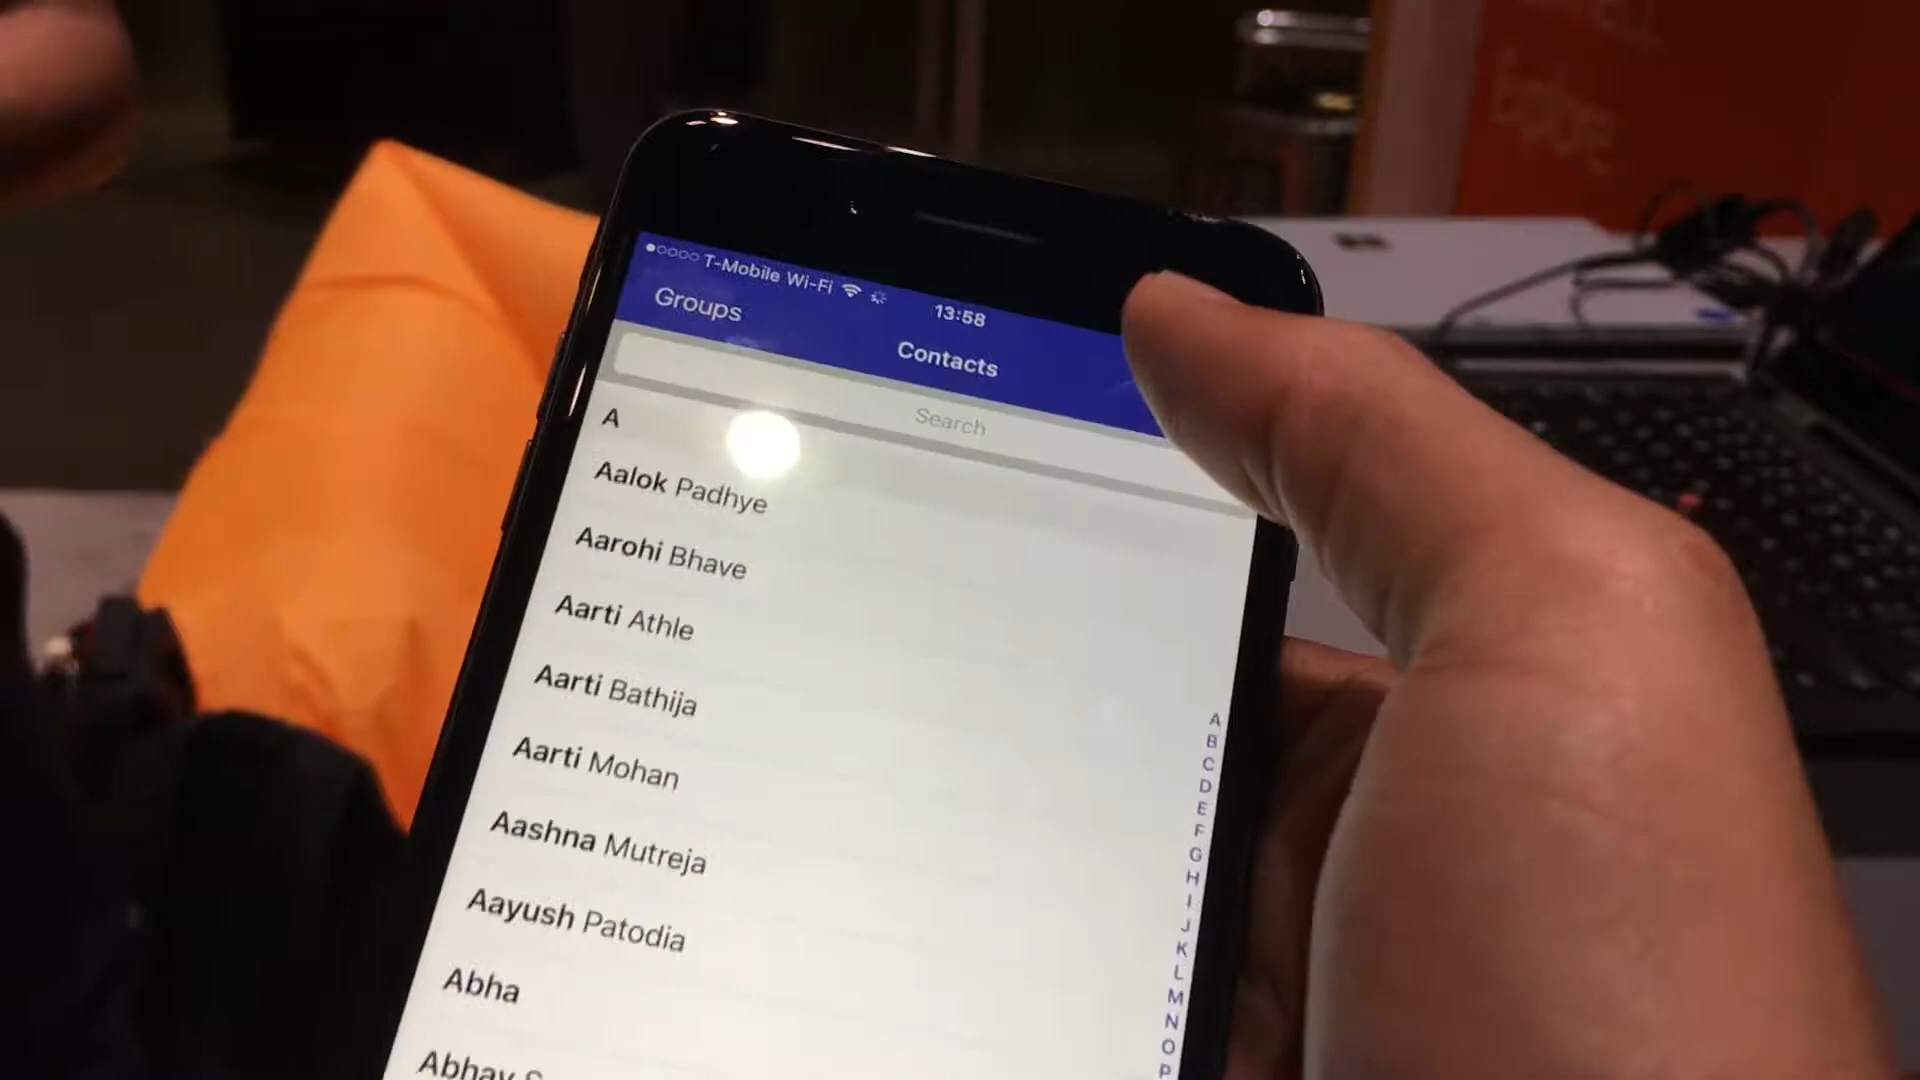 T-Mobile Wi-Fi 13:58
Groups
Contacts
Search
A
Aalok Padhye
Aarohi Bhave
Aarti Athle
Aarti Bathija
Aarti Mohan
Aashna Mutreja
Aayush Patodia
Abha
Abhay
A
B
C
D
E
F
G
H
I
J
K
L
M
N
O
P